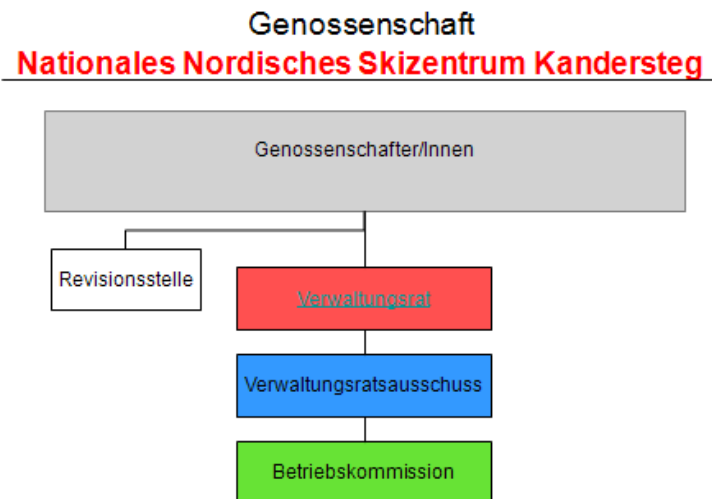 Genossenschaft
Nationales Nordisches Skizentrum Kandersteg
Genossenschafter/Innen
Revisionsstelle
Verwaltungsrat
Verwaltungsratsausschuss
Betriebskommission